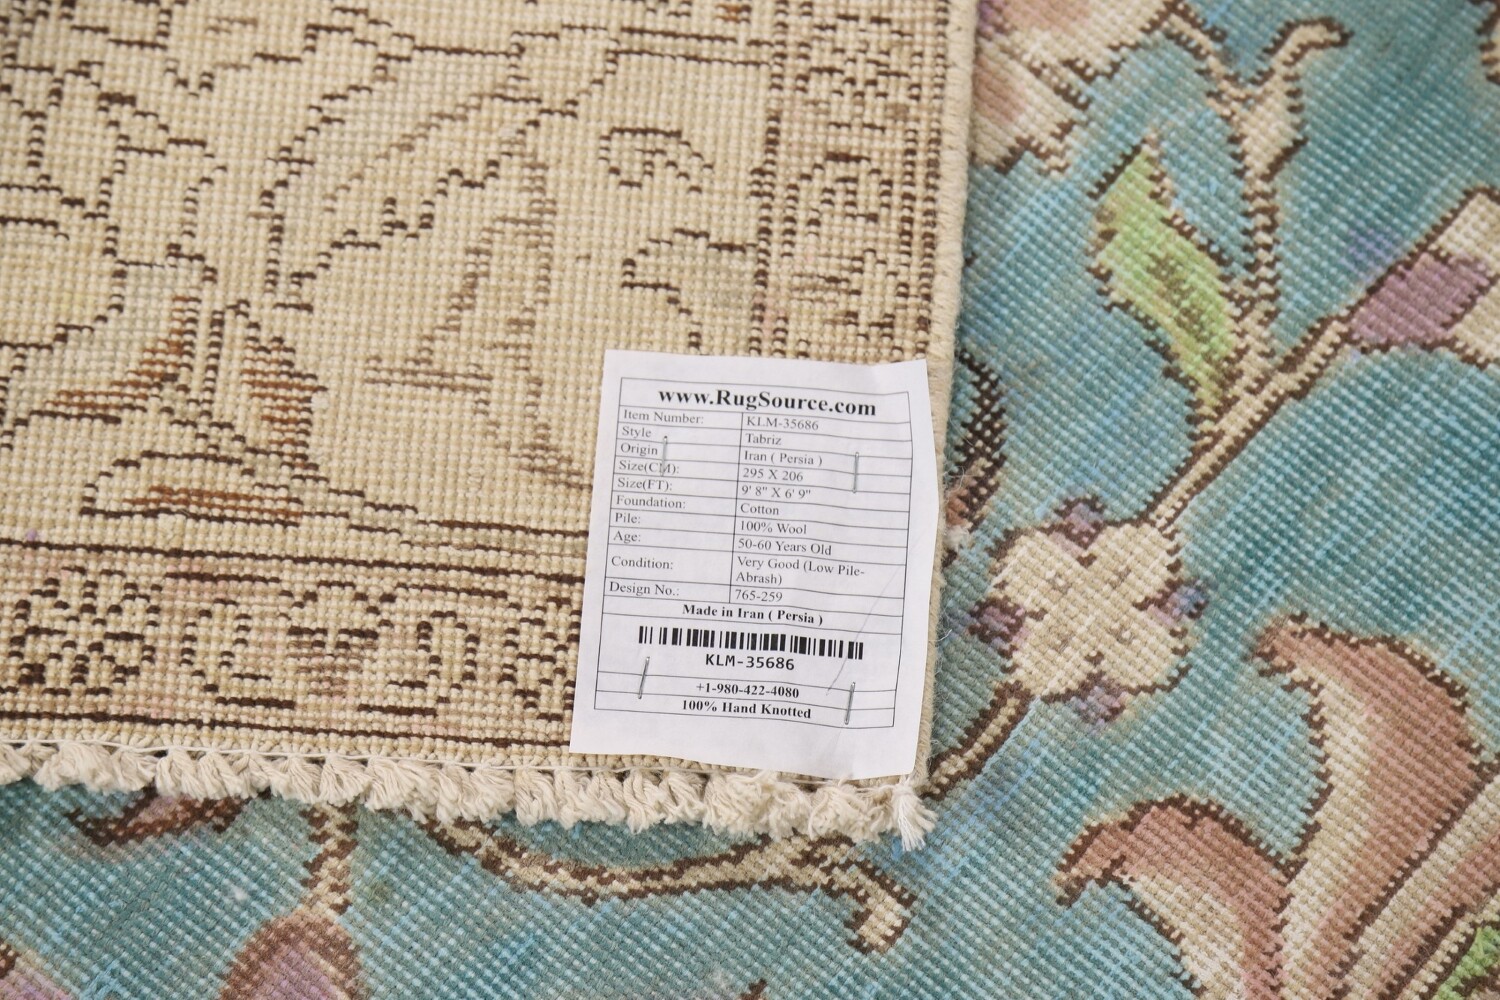 www.RugSource.com
Item Number: KLM-35686
Style Tabriz
Origin Iran ( Persia )
Size(CM): 295 X 206
Size(FT): 9' 8" X 6' 9"
Foundation: Cotton
Pile: 100% Wool
Age: 50-60 Years Old
Condition: Very Good (Low Pile-
Abrash)
Design No.: 765-259
Made in Iran ( Persia )
KLM-35686
+1-980-422-4080
100% Hand Knotted